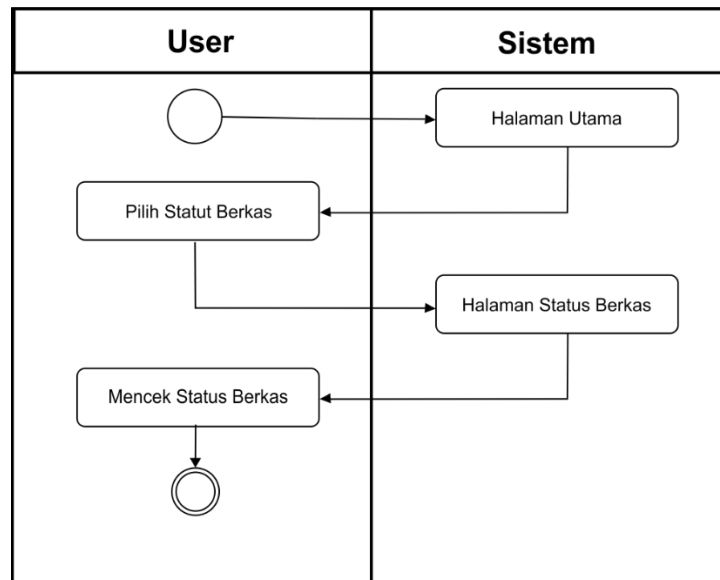 User
Sistem
Halaman Utama
Pilih Statut Berkas
Halaman Status Berkas
Mencek Status Berkas